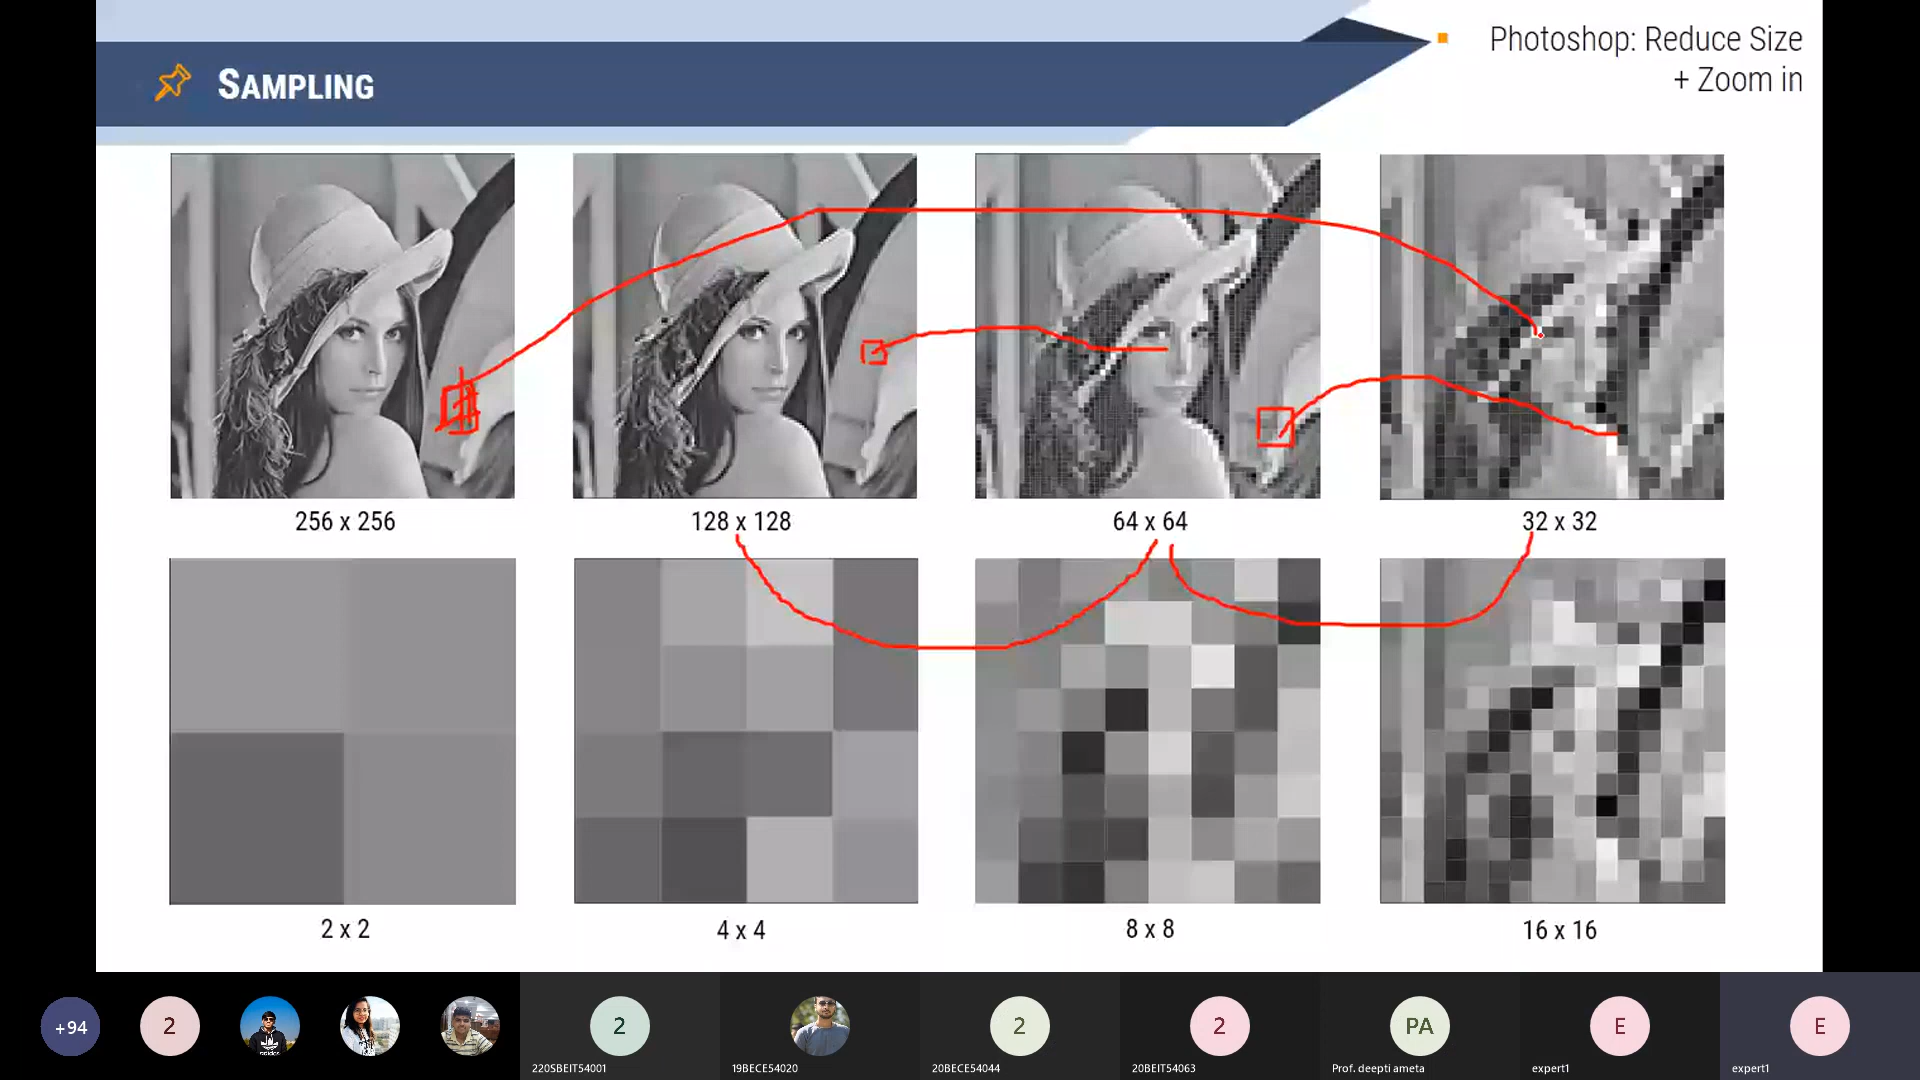 Photoshop: Reduce Size
+ Zoom in
SAMPLING
256 x 256
128 x 128
64 x 64
32 x 32
2 x 2
4 x 4
8 x 8
16 x 16
+94
2
adidas
2
2
2
PA
E
E
220SBEIT54001
19BECE54020
20BECE54044
20BEIT54063
Prof. deepti ameta
expert1
expert1